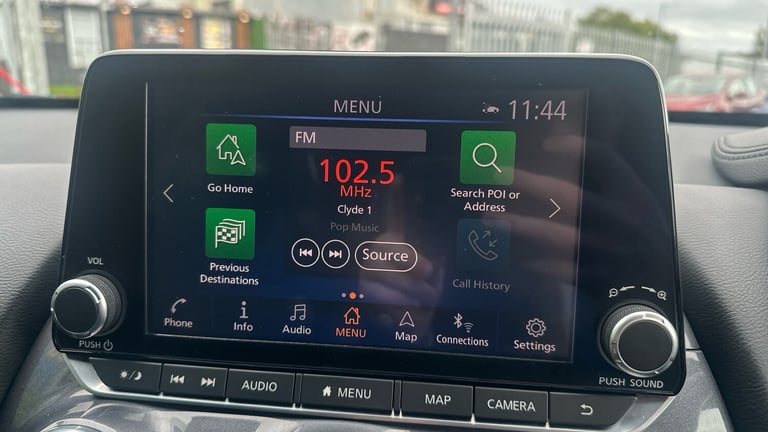 MENU
11:44
FM
102.5
MHz
Clyde 1
Pop Music
Source
Go Home
Previous
Destinations
Search POI or
Address
Call History
Phone
Info
Audio
MENU
Map
Connections
Settings
VOL
PUSH
PUSH SOUND
AUDIO
MENU
MAP
CAMERA